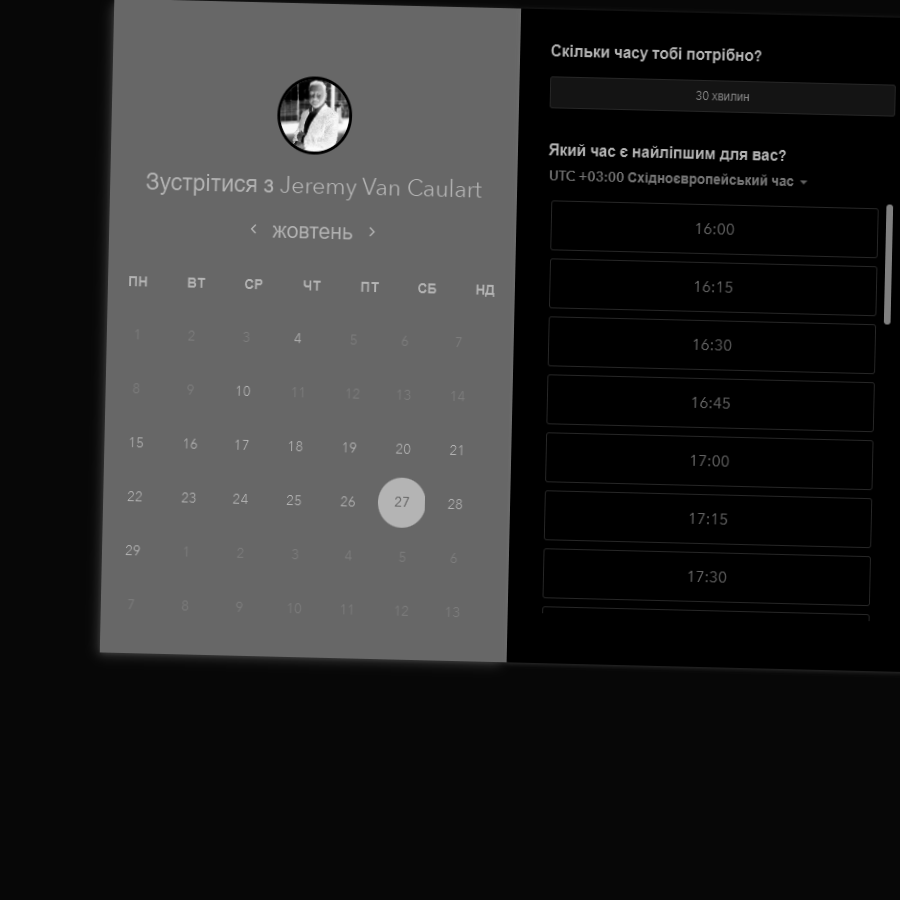 Зустрітися з Jeremy Van Caulart
жовтень
ПН ВТ СР ЧТ ПТ СБ НД
1 2 3 4 5 6 7
8 9 10 11 12 13 14
15 16 17 18 19 20 21
22 23 24 25 26 27 28
29 1 2 3 4 5 6
7 8 9 10 11 12 13
Скільки часу тобі потрібно?
30 хвилин
Який час є найліпшим для вас?
UTC +03:00 Східноєвропейський час
16:00
16:15
16:30
16:45
17:00
17:15
17:30